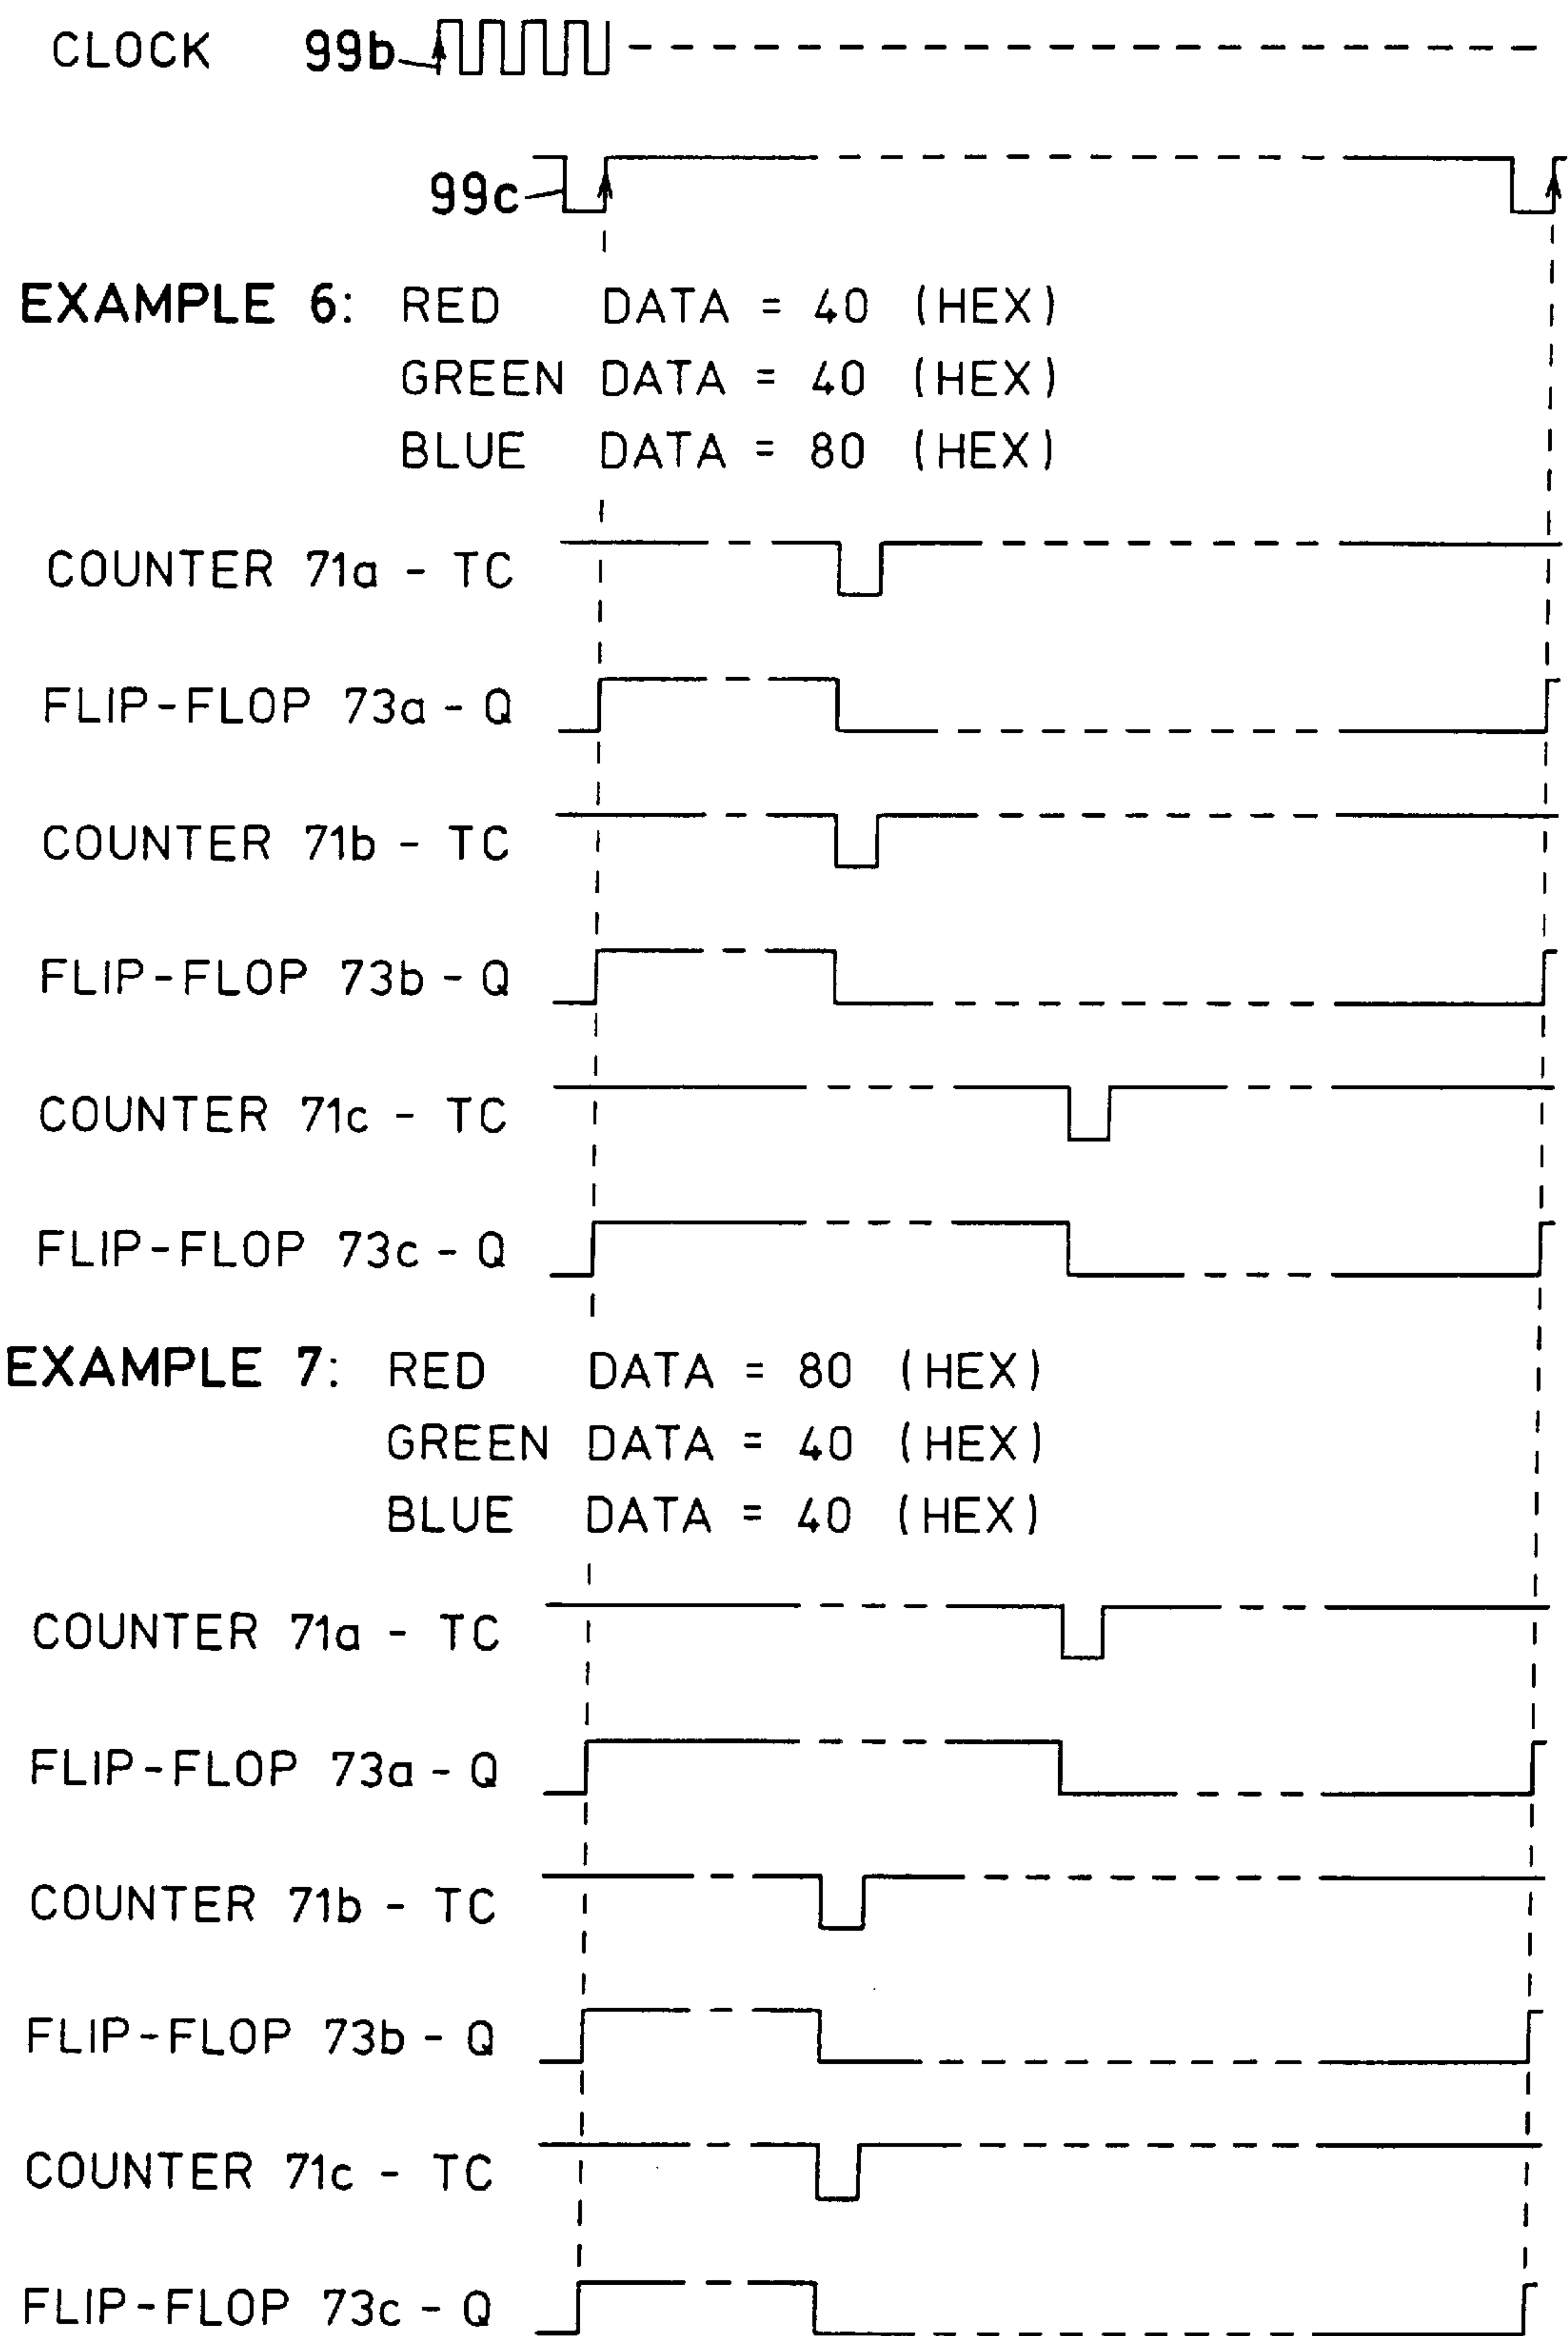 CLOCK 99b
99c
EXAMPLE 6: RED DATA = 40 (HEX)
GREEN DATA = 40 (HEX)
BLUE DATA = 80 (HEX)
COUNTER 71a - TC
FLIP-FLOP 73a - Q
COUNTER 71b - TC
FLIP-FLOP 73b - Q
COUNTER 71c - TC
FLIP-FLOP 73c - Q
EXAMPLE 7: RED DATA = 80 (HEX)
GREEN DATA = 40 (HEX)
BLUE DATA = 40 (HEX)
COUNTER 71a - TC
FLIP-FLOP 73a - Q
COUNTER 71b - TC
FLIP-FLOP 73b - Q
COUNTER 71c - TC
FLIP-FLOP 73c - Q